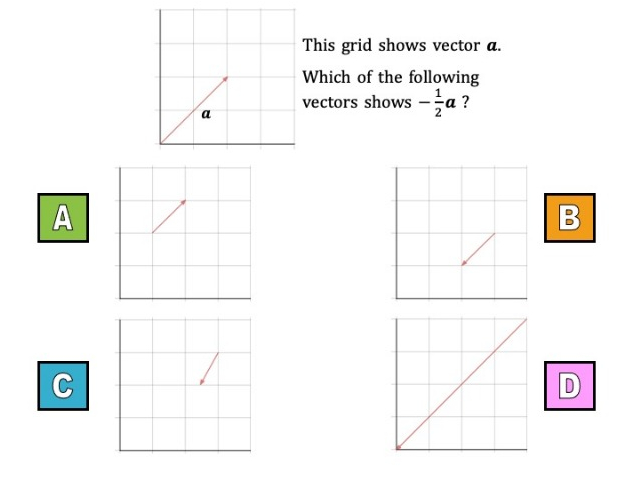 This grid shows vector a.
Which of the following
vectors shows −1/2a ?
a
A
B
C
D